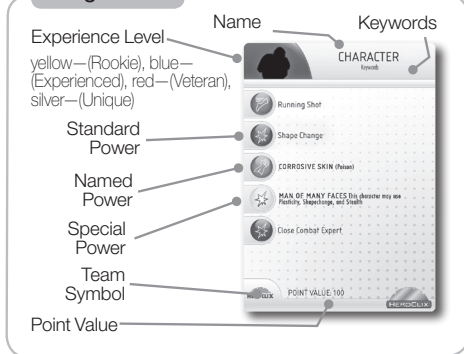 Name
Keywords
Experience Level
yellow—(Rookie), blue—
(Experienced), red—(Veteran),
silver—(Unique)
Standard
Power
Named
Power
Special
Power
Team
Symbol
Point Value
CHARACTER
Keywords
Running Shot
Shape Change
CORROSIVE SKIN (Poison)
MAN OF MANY FACES this character may use
Plasticity, Shapechange, and Stealth
Close Combat Expert
POINT VALUE: 100
HEROCLIX